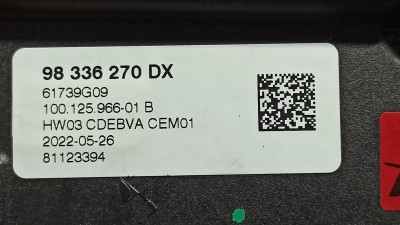 98 336 270 DX
61739G09
100.125.966-01 B
HW03 CDEBVA CEM01
2022-05-26
81123394